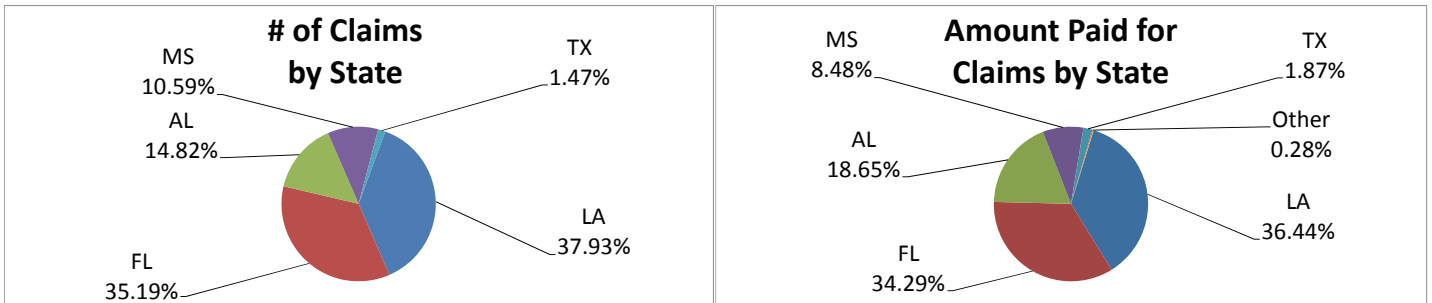 # of Claims
by State
MS
10.59%
TX
1.47%
AL
14.82%
LA
37.93%
FL
35.19%
Amount Paid for
Claims by State
MS
8.48%
TX
1.87%
Other
0.28%
AL
18.65%
LA
36.44%
FL
34.29%